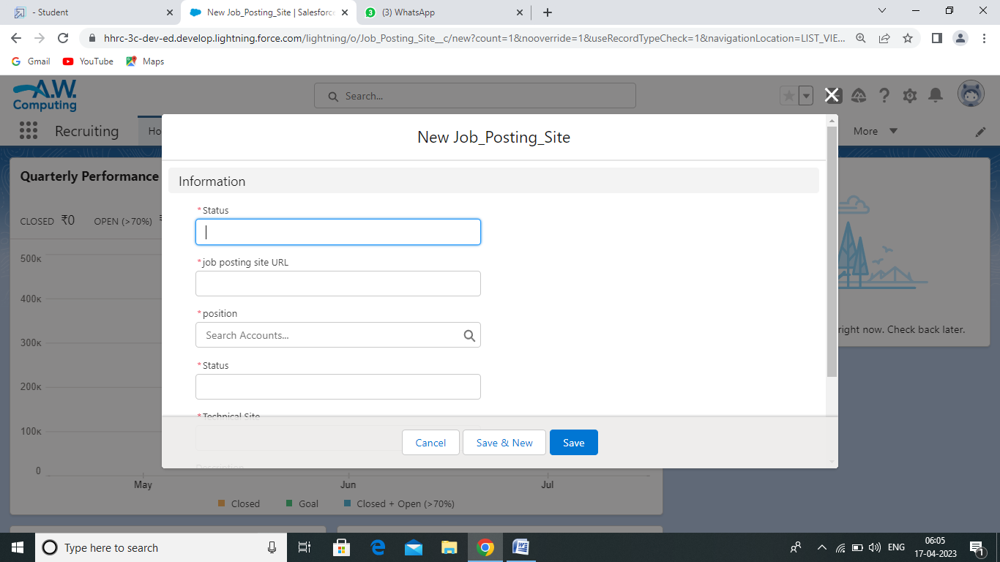 - Student
New Job_Posting_Site | Salesforce
3
(3) WhatsApp
hhrc-3c-dev-ed.develop.lightning.force.com/lightning/o/Job_Posting_Site__c/new?count=1&nooverride=1&useRecordTypeCheck=1&navigationLocation=LIST_VIE...
Gmail
YouTube
Maps
A.W.
Computing
Search...
Recruiting
Ho
More
New Job_Posting_Site
Information
Quarterly Performance
CLOSED ₹0 OPEN (>70%)
500K
400K
300K
200K
100K
0
May
Jun
Jul
Closed
Goal
Closed + Open (>70%)
*Status
*job posting site URL
*position
Search Accounts...
*Status
*Technical Site
Description
Cancel
Save & New
Save
right now. Check back later.
Type here to search
ENG
06:05
17-04-2023
1